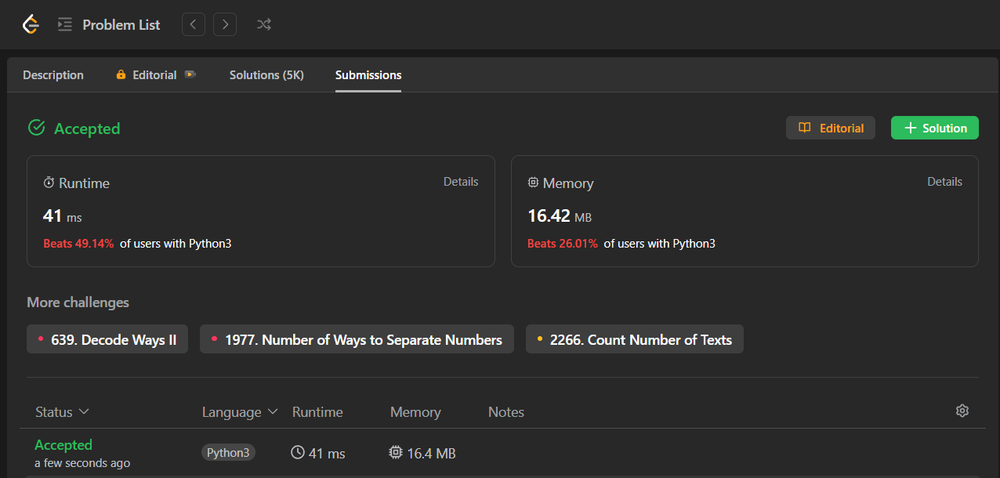 Problem List
Description Editorial Solutions (5K) Submissions
Accepted
Editorial
Solution
Runtime Details
41 ms
Beats 49.14% of users with Python3
Memory Details
16.42 MB
Beats 26.01% of users with Python3
More challenges
639. Decode Ways II
1977. Number of Ways to Separate Numbers
2266. Count Number of Texts
Status Language Runtime Memory Notes
Accepted
a few seconds ago
Python3 41 ms 16.4 MB